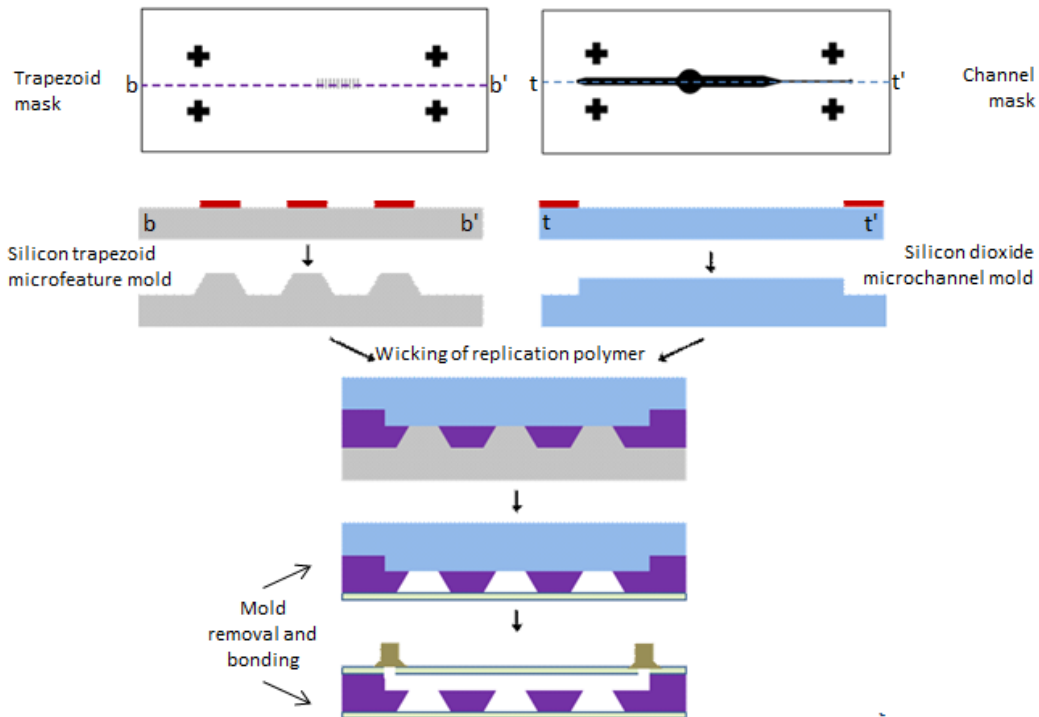 Trapezoid
mask
b
b'
t
t'
Channel
mask
b
b'
t
t'
Silicon trapezoid
microfeature mold
Silicon dioxide
microchannel mold
Wicking of replication polymer
Mold
removal and
bonding